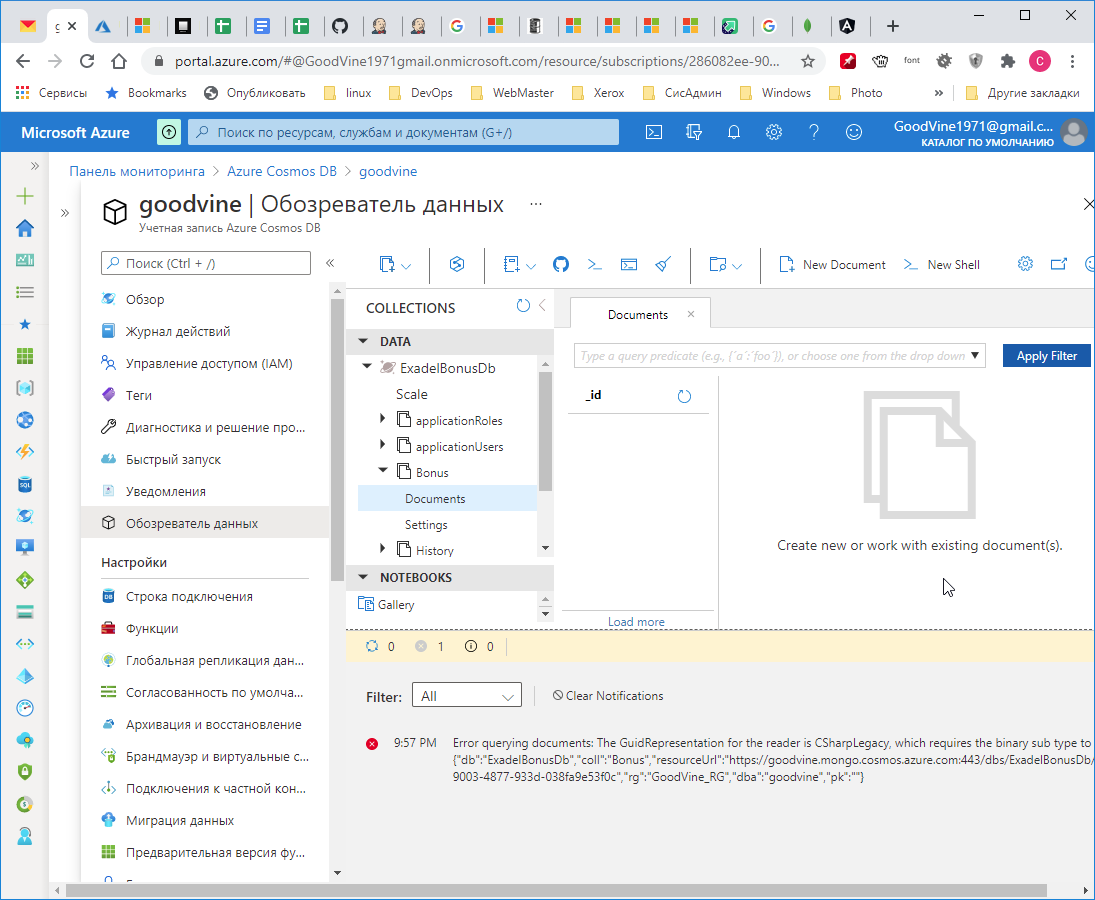 g
portal.azure.com/#@GoodVine1971gmail.onmicrosoft.com/resource/subscriptions/286082ee-90...
font
C
Сервисы
Bookmarks
Опубликовать
linux
DevOps
WebMaster
Xerox
СисАдмин
Windows
Photo
»
Другие закладки
Microsoft Azure
Поиск по ресурсам, службам и документам (G+/)
GoodVine1971@gmail.c...
КАТАЛОГ ПО УМОЛЧАНИЮ
Панель мониторинга > Azure Cosmos DB > goodvine
goodvine | Обозреватель данных ...
Учетная запись Azure Cosmos DB
Поиск (Ctrl + /)
«
New Document
New Shell
Обзор
Журнал действий
Управление доступом (IAM)
Теги
Диагностика и решение про...
Быстрый запуск
Уведомления
Обозреватель данных
Настройки
Строка подключения
Функции
Глобальная репликация дан...
Согласованность по умолча...
Архивация и восстановление
Брандмауэр и виртуальные с...
Подключения к частной кон...
Миграция данных
Предварительная версия фу...
COLLECTIONS
DATA
ExadelBonusDb
Scale
applicationRoles
applicationUsers
Bonus
Documents
Settings
History
NOTEBOOKS
Gallery
Documents
Type a query predicate (e.g., {´a´:´foo´}), or choose one from the drop down
Apply Filter
_id
Load more
Create new or work with existing document(s).
0 1 0
Filter:
All
Clear Notifications
9:57 PM
Error querying documents: The GuidRepresentation for the reader is CSharpLegacy, which requires the binary sub type to
{"db":"ExadelBonusDb","coll":"Bonus","resourceUrl":"https://goodvine.mongo.cosmos.azure.com:443/dbs/ExadelBonusDb/
9003-4877-933d-038fa9e53f0c","rg":"GoodVine_RG","dba":"goodvine","pk":""}